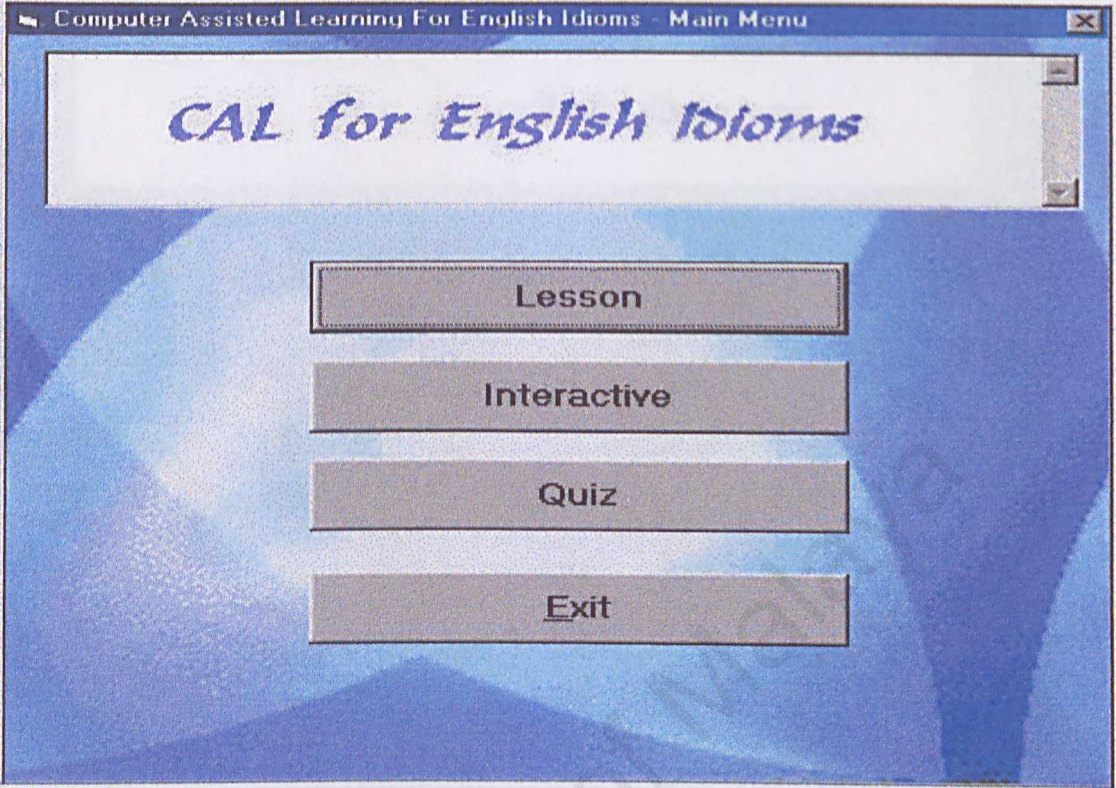 Computer Assisted Learning For English Idioms - Main Menu
CAL for English Idioms
Lesson
Interactive
Quiz
Exit